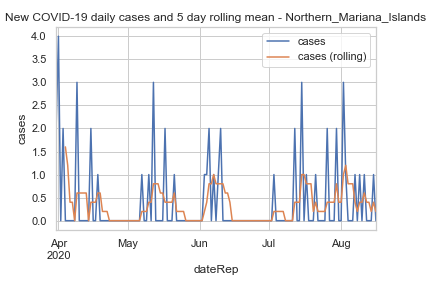 New COVID-19 daily cases and 5 day rolling mean - Northern_Mariana_Islands
cases
cases (rolling)
4.0
3.5
3.0
2.5
2.0
1.5
1.0
0.5
0.0
cases
Apr
2020
May
Jun
Jul
Aug
dateRep